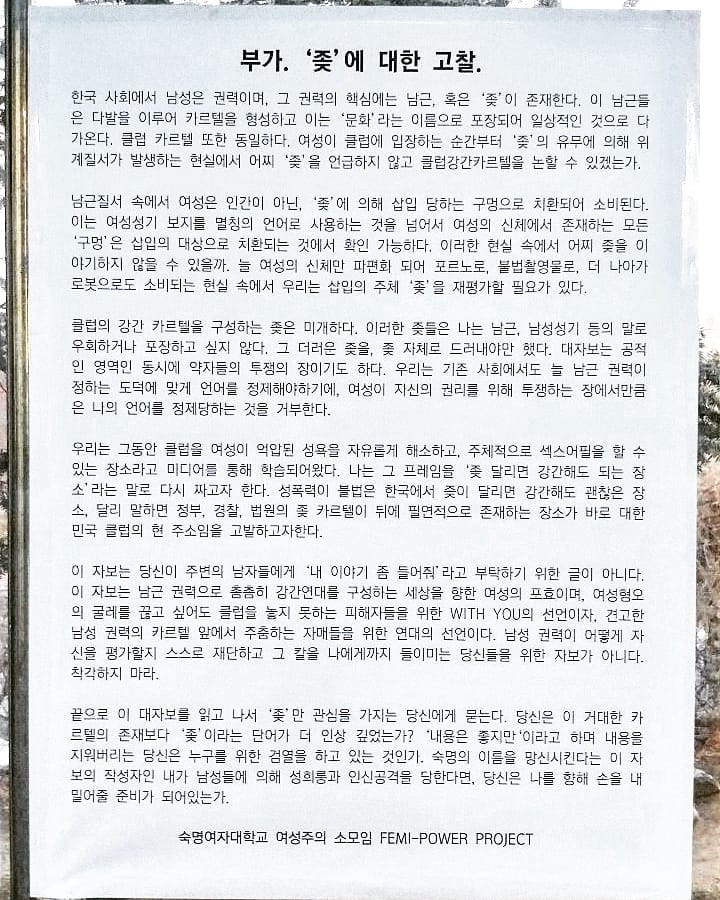 부가. ‘좆’에 대한 고찰.
한국 사회에서 남성은 권력이며, 그 권력의 핵심에는 남근, 혹은 ‘좆’이 존재한다. 이 남근들
은 다발을 이루어 카르텔을 형성하고 이는 ‘문화’라는 이름으로 포장되어 일상적인 것으로 다
가온다. 클럽 카르텔 또한 동일하다. 여성이 클럽에 입장하는 순간부터 ‘좆’의 유무에 의해 위
계질서가 발생하는 현실에서 어찌 ‘좆’을 언급하지 않고 클럽강간카르텔을 논할 수 있겠는가.
남근질서 속에서 여성은 인간이 아닌, ‘좆’에 의해 삽입 당하는 구멍으로 치환되어 소비된다.
이는 여성성기 보지를 멸칭의 언어로 사용하는 것을 넘어서 여성의 신체에서 존재하는 모든
‘구멍’은 삽입의 대상으로 치환되는 것에서 확인 가능하다. 이러한 현실 속에서 어찌 좆을 이
야기하지 않을 수 있을까. 늘 여성의 신체만 파편화 되어 포르노로, 불법촬영물로, 더 나아가
로봇으로도 소비되는 현실 속에서 우리는 삽입의 주체 ‘좆’을 재평가할 필요가 있다.
클럽의 강간 카르텔을 구성하는 좆은 미개하다. 이러한 좆들은 나는 남근, 남성성기 등의 말로
우회하거나 포장하고 싶지 않다. 그 더러운 좆을, 좆 자체로 드러내야만 했다. 대자보는 공적
인 영역인 동시에 약자들의 투쟁의 장이기도 하다. 우리는 기존 사회에서도 늘 남근 권력이
정하는 도덕에 맞게 언어를 정제해야하기에, 여성이 자신의 권리를 위해 투쟁하는 장에서만큼
은 나의 언어를 정제당하는 것을 거부한다.
우리는 그동안 클럽을 여성이 억압된 성욕을 자유롭게 해소하고, 주체적으로 섹스어필을 할 수
있는 장소라고 미디어를 통해 학습되어왔다. 나는 그 프레임을 ‘좆 달리면 강간해도 되는 장
소’라는 말로 다시 짜고자 한다. 성폭력이 불법은 한국에서 좆이 달리면 강간해도 괜찮은 장
소, 달리 말하면 정부, 경찰, 법원의 좆 카르텔이 뒤에 필연적으로 존재하는 장소가 바로 대한
민국 클럽의 현 주소임을 고발하고자한다.
이 자보는 당신이 주변의 남자들에게 ‘내 이야기 좀 들어줘’라고 부탁하기 위한 글이 아니다.
이 자보는 남근 권력으로 촘촘히 강간연대를 구성하는 세상을 향한 여성의 포효이며, 여성혐오
의 굴레를 끊고 싶어도 클럽을 놓지 못하는 피해자들을 위한 WITH YOU의 선언이자, 견고한
남성 권력의 카르텔 앞에서 주춤하는 자매들을 위한 연대의 선언이다. 남성 권력이 어떻게 자
신을 평가할지 스스로 재단하고 그 칼을 나에게까지 들이미는 당신들을 위한 자보가 아니다.
착각하지 마라.
끝으로 이 대자보를 읽고 나서 ‘좆’만 관심을 가지는 당신에게 묻는다. 당신은 이 거대한 카
르텔의 존재보다 ‘좆’이라는 단어가 더 인상 깊었는가? ‘내용은 좋지만‘이라고 하며 내용을
지워버리는 당신은 누구를 위한 검열을 하고 있는 것인가. 숙명의 이름을 망신시킨다는 이 자
보의 작성자인 내가 남성들에 의해 성희롱과 인신공격을 당한다면, 당신은 나를 향해 손을 내
밀어줄 준비가 되어있는가.
숙명여자대학교 여성주의 소모임 FEMI-POWER PROJECT